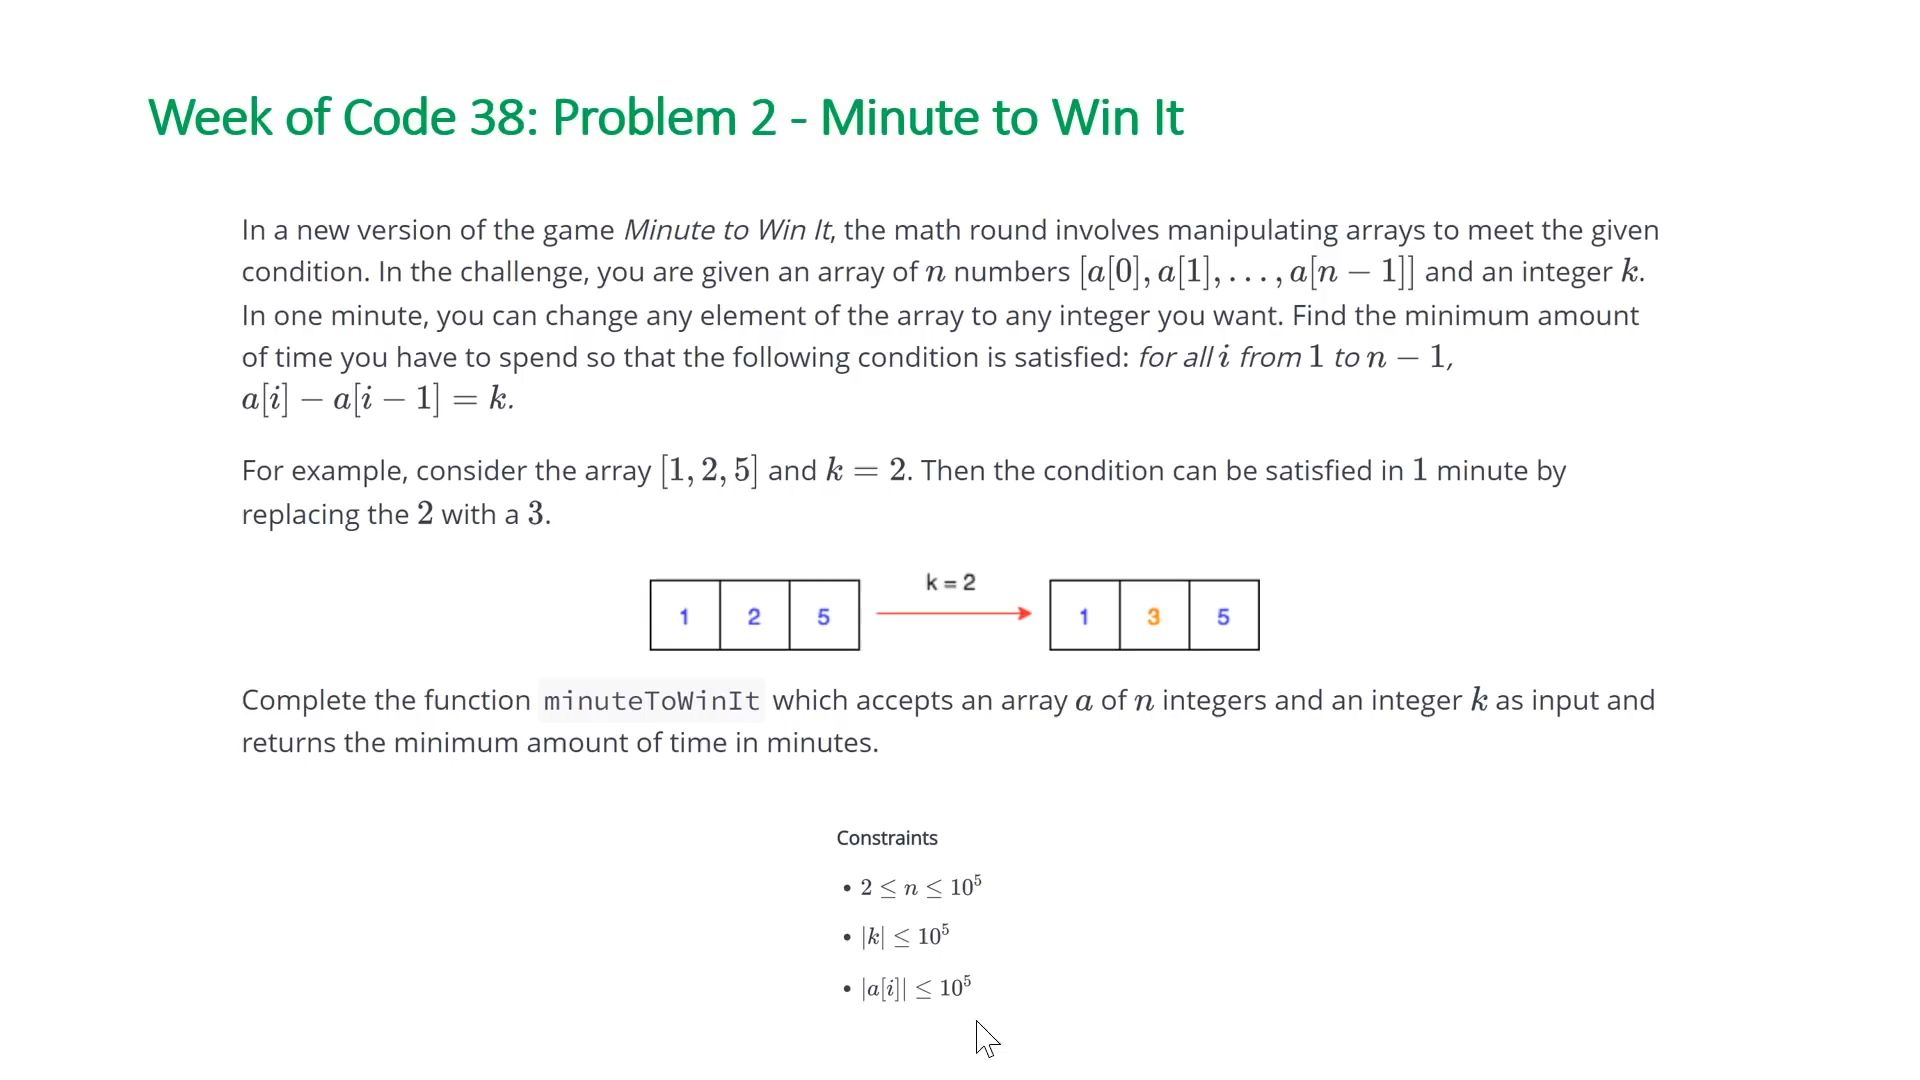 Week of Code 38: Problem 2 - Minute to Win It
In a new version of the game Minute to Win It, the math round involves manipulating arrays to meet the given
condition. In the challenge, you are given an array of n numbers [a[0], a[1], . . . , a[n − 1]] and an integer k.
In one minute, you can change any element of the array to any integer you want. Find the minimum amount
of time you have to spend so that the following condition is satisfied: for all i from 1 to n − 1,
a[i] − a[i − 1] = k.
For example, consider the array [1, 2, 5] and k = 2. Then the condition can be satisfied in 1 minute by
replacing the 2 with a 3.
k = 2
1 2 5 1 3 5
Complete the function minuteToWinIt which accepts an array a of n integers and an integer k as input and
returns the minimum amount of time in minutes.
Constraints
• 2 ≤ n ≤ 10⁵
• |k| ≤ 10⁵
• |a[i]| ≤ 10⁵